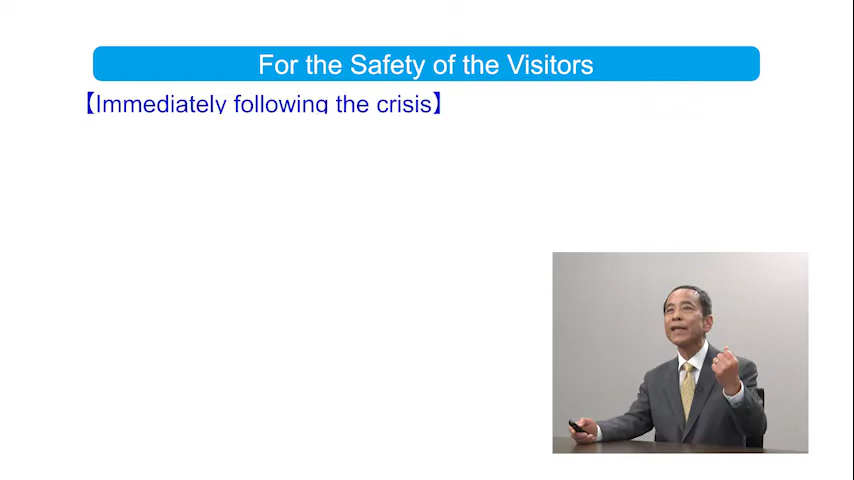 For the Safety of the Visitors
【Immediately following the crisis】